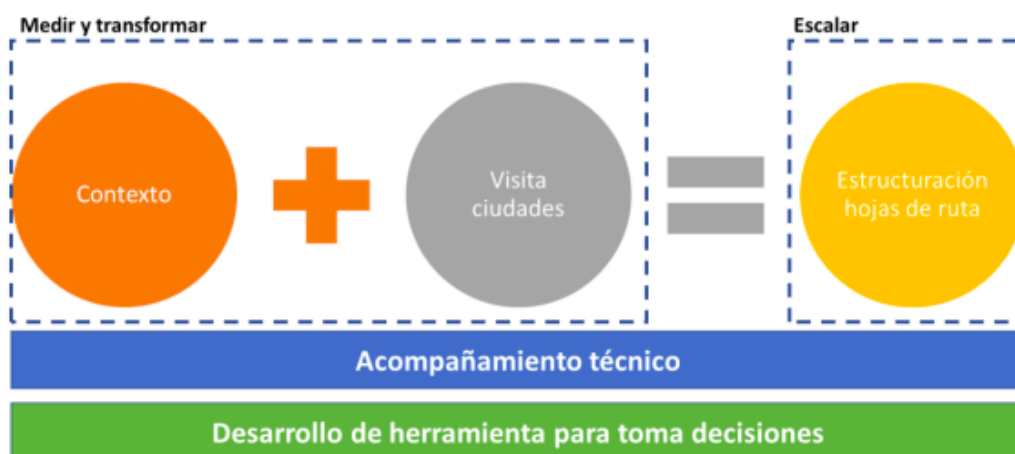 Medir y transformar
Escalar
Contexto
Visita
ciudades
Estructuración
hojas de ruta
Acompañamiento técnico
Desarrollo de herramienta para toma decisiones